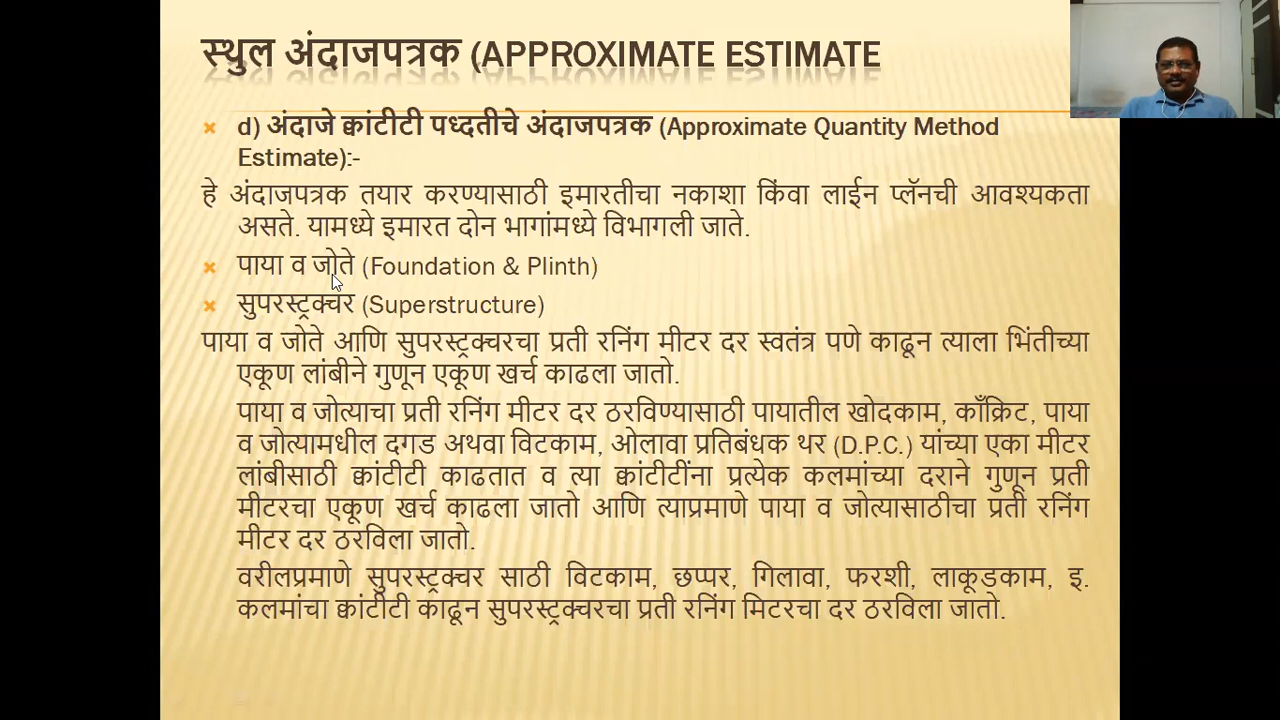 स्थुल अंदाजपत्रक (APPROXIMATE ESTIMATE
d) अंदाजे क्वांटीटी पध्दतीचे अंदाजपत्रक (Approximate Quantity Method
Estimate):-
हे अंदाजपत्रक तयार करण्यासाठी इमारतीचा नकाशा किंवा लाईन प्लॅनची आवश्यकता
असते. यामध्ये इमारत दोन भागांमध्ये विभागली जाते.
पाया व जोते (Foundation & Plinth)
सुपरस्ट्रक्चर (Superstructure)
पाया व जोते आणि सुपरस्ट्रक्चरचा प्रती रनिंग मीटर दर स्वतंत्र पणे काढून त्याला भिंतीच्या
एकूण लांबीने गुणून एकूण खर्च काढला जातो.
पाया व जोत्याचा प्रती रनिंग मीटर दर ठरविण्यासाठी पायातील खोदकाम, काँक्रिट, पाया
व जोत्यामधील दगड अथवा विटकाम, ओलावा प्रतिबंधक थर (D.P.C.) यांच्या एका मीटर
लांबीसाठी क्वांटीटी काढतात व त्या क्वांटीटींना प्रत्येक कलमांच्या दराने गुणून प्रती
मीटरचा एकूण खर्च काढला जातो आणि त्याप्रमाणे पाया व जोत्यासाठीचा प्रती रनिंग
मीटर दर ठरविला जातो.
वरीलप्रमाणे सुपरस्ट्रक्चर साठी विटकाम, छप्पर, गिलावा, फरशी, लाकूडकाम, इ.
कलमांचा क्वांटीटी काढून सुपरस्ट्रक्चरचा प्रती रनिंग मिटरचा दर ठरविला जातो.